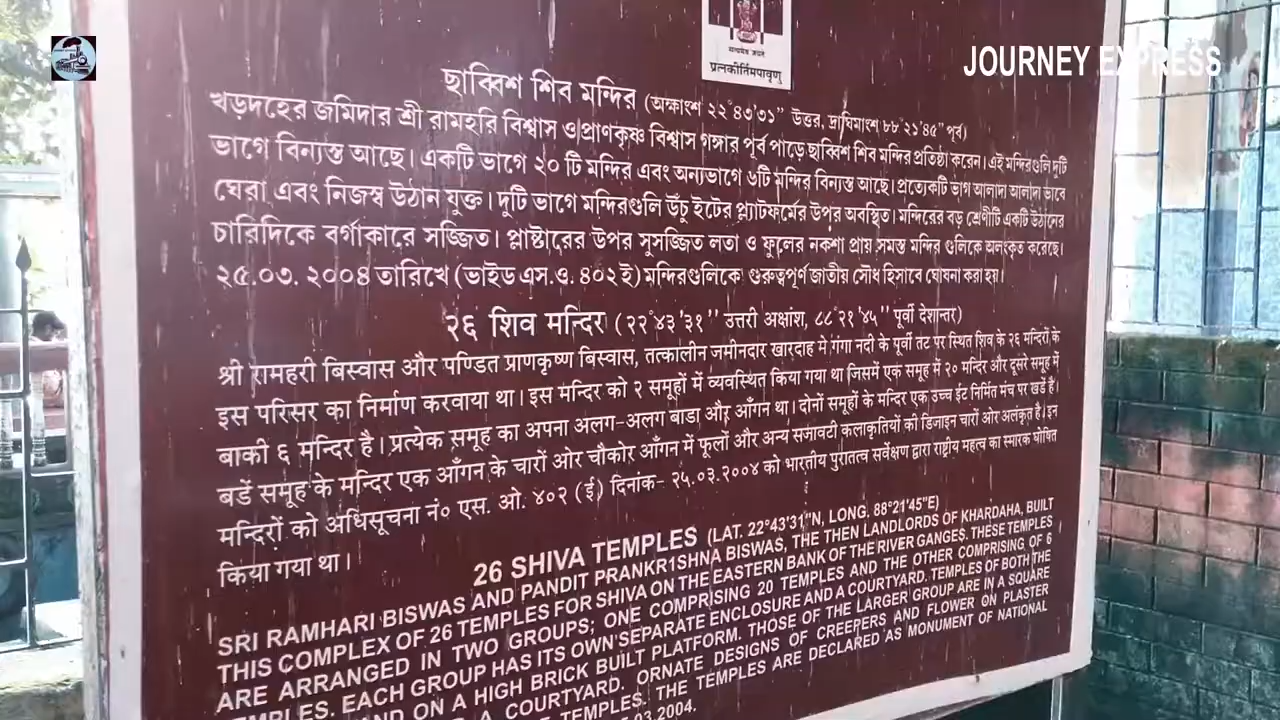 JOURNEY EXPRESS
सत्यमेव जयते
प्रत्नकीर्तिमपावृणु
ছাব্বিশ শিব মন্দির (অক্ষাংশ ২২°৪৩'৩১" উত্তর, দ্রাঘিমাংশ ৮৮°২১'৪৫" পূর্ব)
খড়দহের জমিদার শ্রী রামহরি বিশ্বাস ও প্রাণকৃষ্ণ বিশ্বাস গঙ্গার পূর্ব পাড়ে ছাব্বিশ শিব মন্দির প্রতিষ্ঠা করেন। এই মন্দিরগুলি দুটি
ভাগে বিন্যস্ত আছে। একটি ভাগে ২০ টি মন্দির এবং অন্যভাগে ৬টি মন্দির বিন্যস্ত আছে। প্রত্যেকটি ভাগ আলাদা আলাদা ভাবে
ঘেরা এবং নিজস্ব উঠান যুক্ত। দুটি ভাগে মন্দিরগুলি উঁচু ইটের প্ল্যাটফর্মের উপর অবস্থিত। মন্দিরের বড় শ্রেণীটি একটি উঠানের
চারিদিকে বর্গাকারে সজ্জিত। প্লাষ্টারের উপর সুসজ্জিত লতা ও ফুলের নকশা প্রায় সমস্ত মন্দির গুলিকে অলংকৃত করেছে।
২৫.০৩. ২০০৪ তারিখে (ভাইড এস.ও. ৪০২ ই) মন্দিরগুলিকে গুরুত্বপূর্ণ জাতীয় সৌধ হিসাবে ঘোষনা করা হয়।
२६ शिव मन्दिर (२२°४३'३१" उत्तरी अक्षांश, ८८°२१'४५" पूर्वी देशान्तर)
श्री रामहरी बिस्वास और पण्डित प्राणकृष्ण बिस्वास, तत्कालीन जमीनदार खारदाह मे गंगा नदी के पूर्वी तट पर स्थित शिव के २६ मन्दिरों के
इस परिसर का निर्माण करवाया था। इस मन्दिर को २ समूहों में व्यवस्थित किया गया था जिसमें एक समूह में २० मन्दिर और दुसरे समूह में
बाकी ६ मन्दिर है। प्रत्येक समूह का अपना अलग-अलग बाडा और आँगन था। दोनों समूहों के मन्दिर एक उच्च ईट निर्मित मंच पर खडें है।
बडें समूह के मन्दिर एक आँगन के चारों ओर चौकोर आँगन में फूलों और अन्य सजावटी कलाकृतियों की डिजाइन चारों ओर अलंकृत है। इन
मन्दिरों को अधिसूचना नं० एस. ओ. ४०२ (ई) दिनांक- २५.०३.२००४ को भारतीय पुरातत्व सर्वेक्षण द्वारा राष्ट्रीय महत्व का स्मारक घोषित
किया गया था।
26 SHIVA TEMPLES (LAT. 22°43'31"N, LONG. 88°21'45"E)
SRI RAMHARI BISWAS AND PANDIT PRANKR1SHNA BISWAS, THE THEN LANDLORDS OF KHARDAHA, BUILT
THIS COMPLEX OF 26 TEMPLES FOR SHIVA ON THE EASTERN BANK OF THE RIVER GANGES. THESE TEMPLES
ARE ARRANGED IN TWO GROUPS; ONE COMPRISING 20 TEMPLES AND THE OTHER COMPRISING OF 6
TEMPLES. EACH GROUP HAS ITS OWN SEPARATE ENCLOSURE AND A COURTYARD. TEMPLES OF BOTH THE
ON A HIGH BRICK BUILT PLATFORM. THOSE OF THE LARGER GROUP ARE IN A SQUARE
A COURTYARD. ORNATE DESIGNS OF CREEPERS AND FLOWER ON PLASTER
TEMPLES. THE TEMPLES ARE DECLARED AS MONUMENT OF NATIONAL
.03.2004.